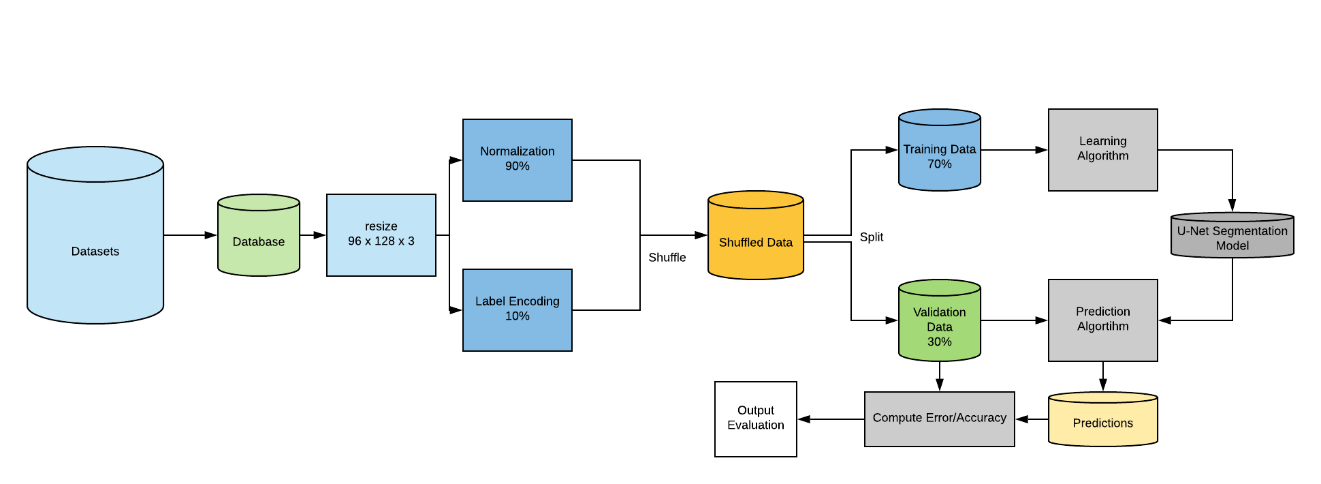 Datasets
Database
resize
96 x 128 x 3
Normalization
90%
Label Encoding
10%
Shuffle
Shuffled Data
Split
Training Data
70%
Learning
Algorithm
U-Net Segmentation
Model
Validation
Data
30%
Prediction
Algortihm
Output
Evaluation
Compute Error/Accuracy
Predictions